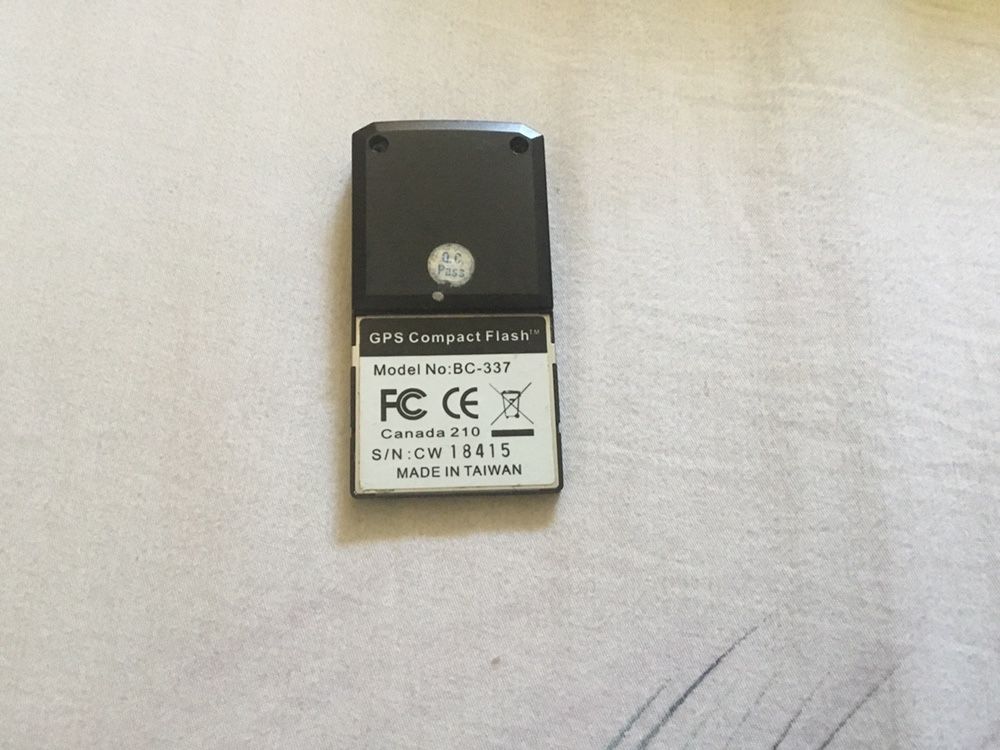 Q.C.
Pass
GPS Compact Flash™
Model No:BC-337
FC CE
Canada 210
S/N:CW 18415
MADE IN TAIWAN